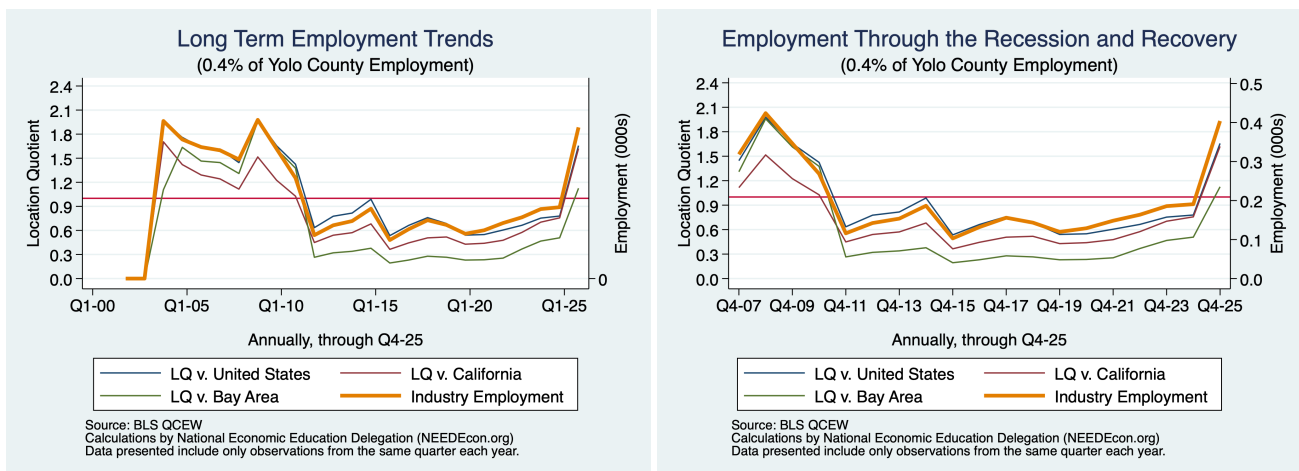 Long Term Employment Trends
(0.4% of Yolo County Employment)
Location Quotient
2.4
2.1
1.8
1.5
1.2
0.9
0.6
0.3
0.0
0
Employment (000s)
Q1-00 Q1-05 Q1-10 Q1-15 Q1-20 Q1-25
Annually, through Q4-25
LQ v. United States LQ v. California
LQ v. Bay Area Industry Employment
Source: BLS QCEW
Calculations by National Economic Education Delegation (NEEDEcon.org)
Data presented include only observations from the same quarter each year.
Employment Through the Recession and Recovery
(0.4% of Yolo County Employment)
Location Quotient
2.4
2.1
1.8
1.5
1.2
0.9
0.6
0.3
0.0
0.5
0.4
0.3
0.2
0.1
0.0
Employment (000s)
Q4-07 Q4-09 Q4-11 Q4-13 Q4-15 Q4-17 Q4-19 Q4-21 Q4-23 Q4-25
Annually, through Q4-25
LQ v. United States LQ v. California
LQ v. Bay Area Industry Employment
Source: BLS QCEW
Calculations by National Economic Education Delegation (NEEDEcon.org)
Data presented include only observations from the same quarter each year.